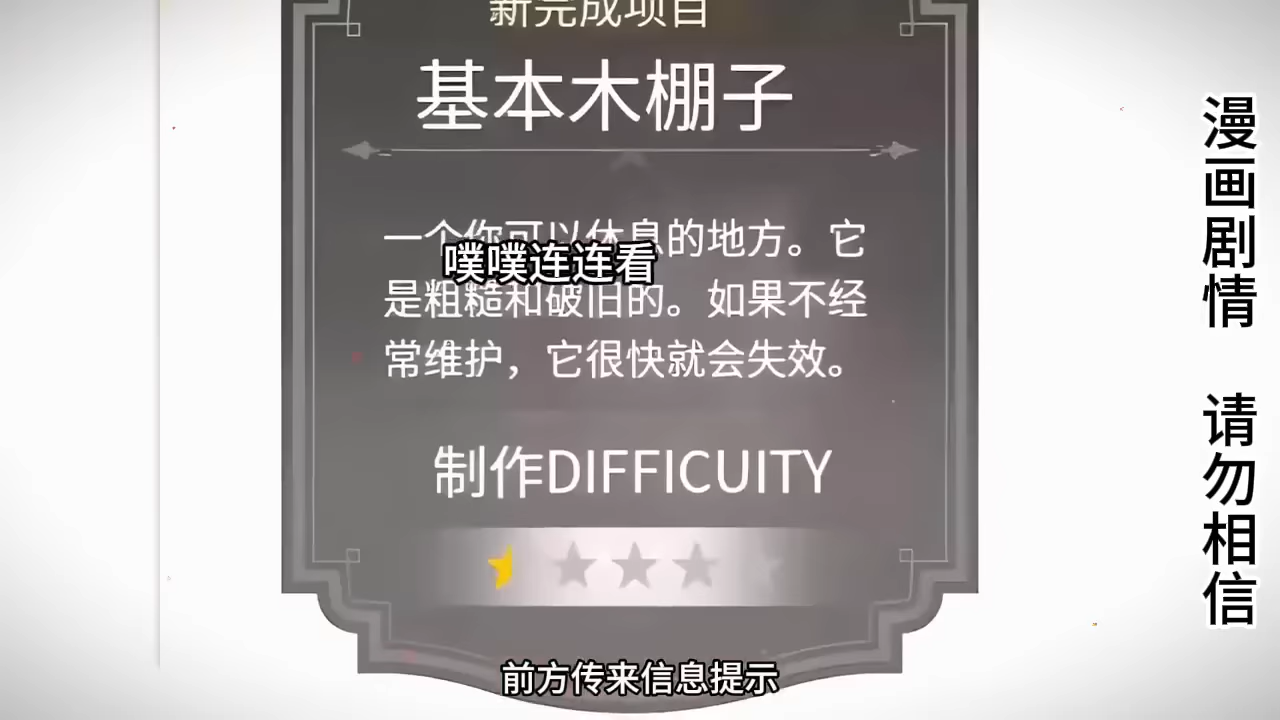 新完成项目
基本木棚子
一个你可以休息的地方。它
噗噗连连看
是粗糙和破旧的。如果不经
常维护，它很快就会失效。
制作DIFFICUITY
前方传来信息提示
漫画剧情 请勿相信